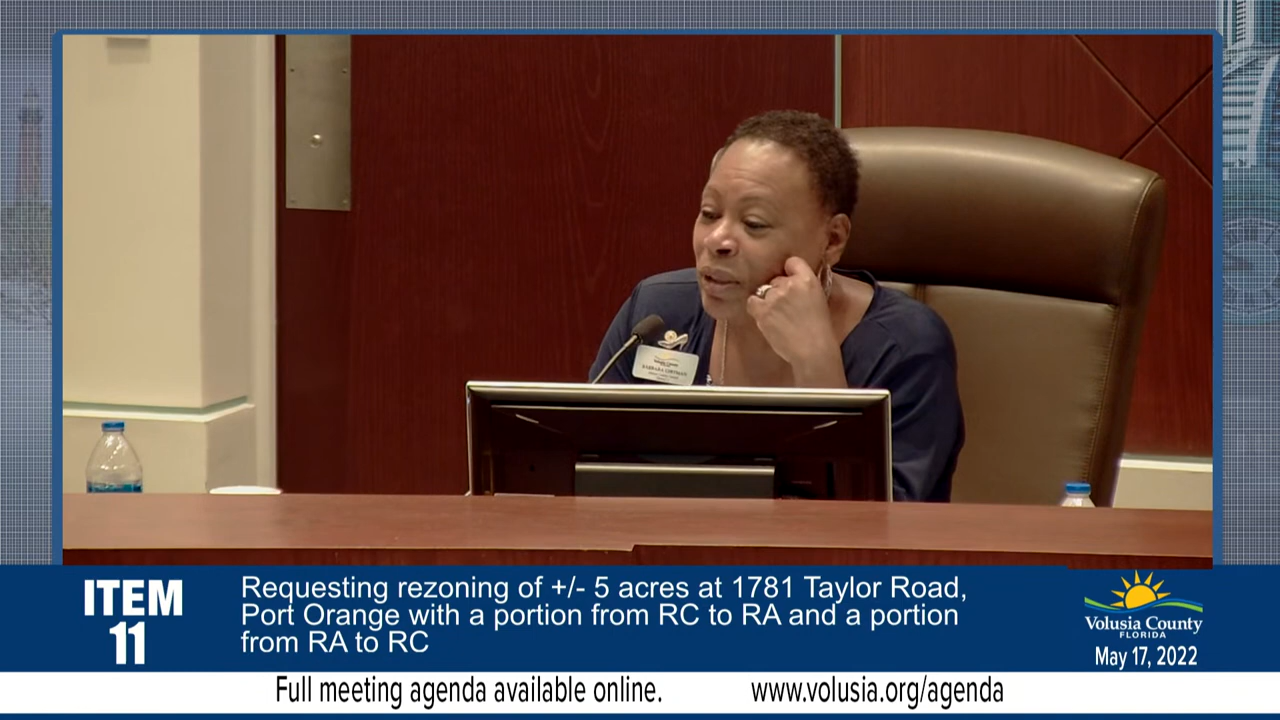 BARBARA GIRTMAN
ITEM
11
Requesting rezoning of +/- 5 acres at 1781 Taylor Road,
Port Orange with a portion from RC to RA and a portion
from RA to RC
Volusia County
FLORIDA
May 17, 2022
Full meeting agenda available online. www.volusia.org/agenda